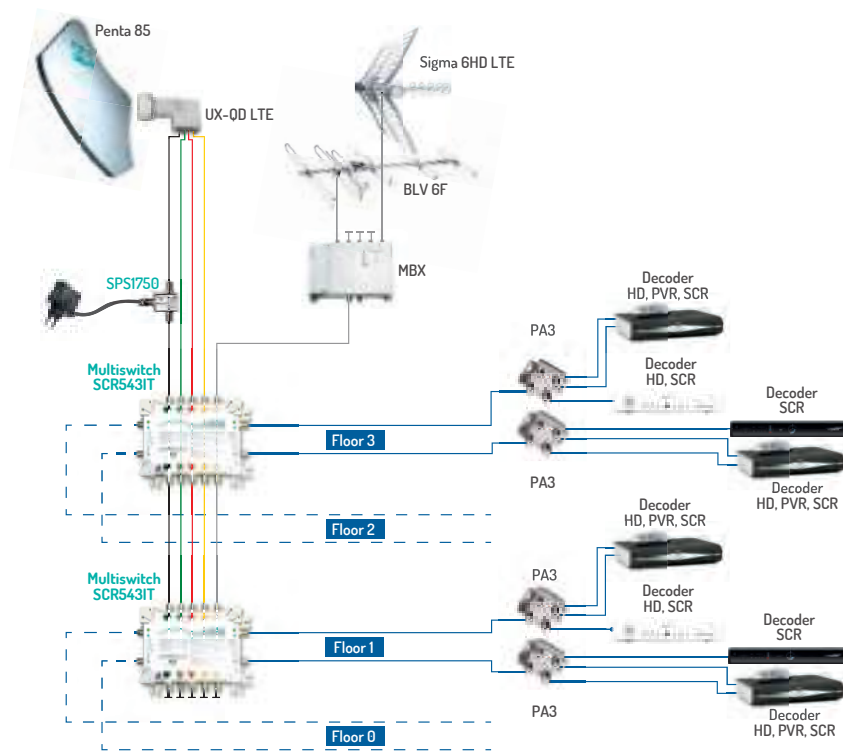 Penta 85
Sigma 6HD LTE
UX-QD LTE
BLV 6F
MBX
SPS1750
Decoder
HD, PVR, SCR
PA3
Multiswitch
SCR543IT
Decoder
HD, SCR
Decoder
SCR
Floor 3
PA3
Decoder
HD, PVR, SCR
Floor 2
Decoder
HD, PVR, SCR
Multiswitch
SCR543IT
PA3
Decoder
HD, SCR
Decoder
SCR
Floor 1
PA3
Decoder
HD, PVR, SCR
Floor 0